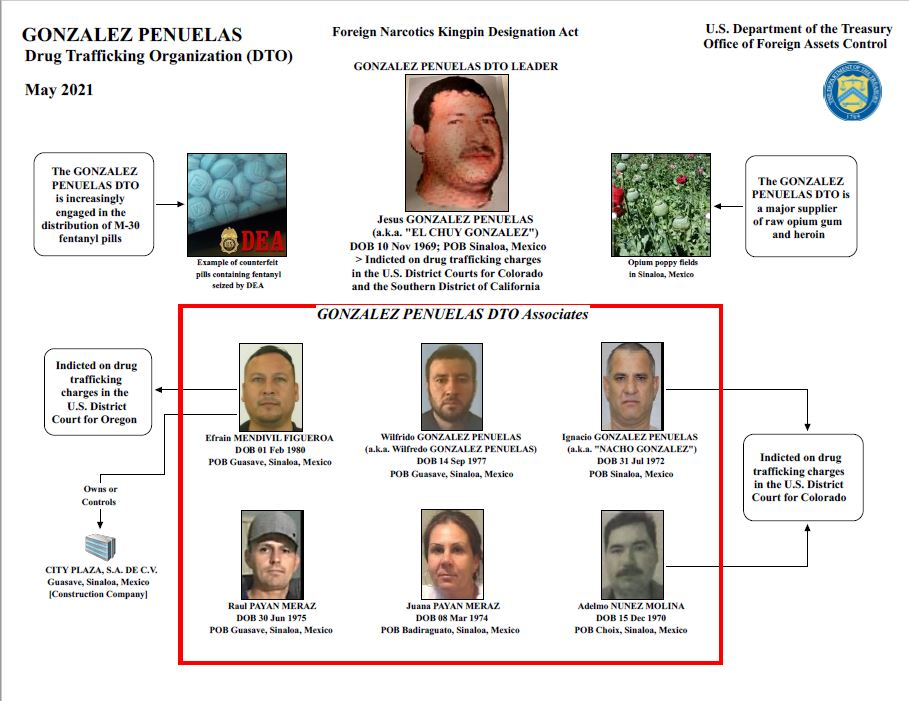 GONZALEZ PENUELAS
Drug Trafficking Organization (DTO)
May 2021
Foreign Narcotics Kingpin Designation Act
U.S. Department of the Treasury
Office of Foreign Assets Control
THE DEPARTMENT OF THE TREASURY
1789
GONZALEZ PENUELAS DTO LEADER
Jesus GONZALEZ PENUELAS
(a.k.a. "EL CHUY GONZALEZ")
DOB 10 Nov 1969; POB Sinaloa, Mexico
> Indicted on drug trafficking charges
in the U.S. District Courts for Colorado
and the Southern District of California
The GONZALEZ
PENUELAS DTO
is increasingly
engaged in the
distribution of M-30
fentanyl pills
DEA
Example of counterfeit
pills containing fentanyl
seized by DEA
Opium poppy fields
in Sinaloa, Mexico
The GONZALEZ
PENUELAS DTO is
a major supplier
of raw opium gum
and heroin
GONZALEZ PENUELAS DTO Associates
Indicted on drug
trafficking
charges in the
U.S. District
Court for Oregon
Efrain MENDIVIL FIGUEROA
DOB 01 Feb 1980
POB Guasave, Sinaloa, Mexico
Wilfrido GONZALEZ PENUELAS
(a.k.a. Wilfredo GONZALEZ PENUELAS)
DOB 14 Sep 1977
POB Guasave, Sinaloa, Mexico
Ignacio GONZALEZ PENUELAS
(a.k.a. "NACHO GONZALEZ")
DOB 31 Jul 1972
POB Sinaloa, Mexico
Indicted on drug
trafficking charges
in the U.S. District
Court for Colorado
Owns or
Controls
CITY PLAZA, S.A. DE C.V.
Guasave, Sinaloa, Mexico
[Construction Company]
Raul PAYAN MERAZ
DOB 30 Jun 1975
POB Guasave, Sinaloa, Mexico
Juana PAYAN MERAZ
DOB 08 Mar 1974
POB Badiraguato, Sinaloa, Mexico
Adelmo NUNEZ MOLINA
DOB 15 Dec 1970
POB Choix, Sinaloa, Mexico